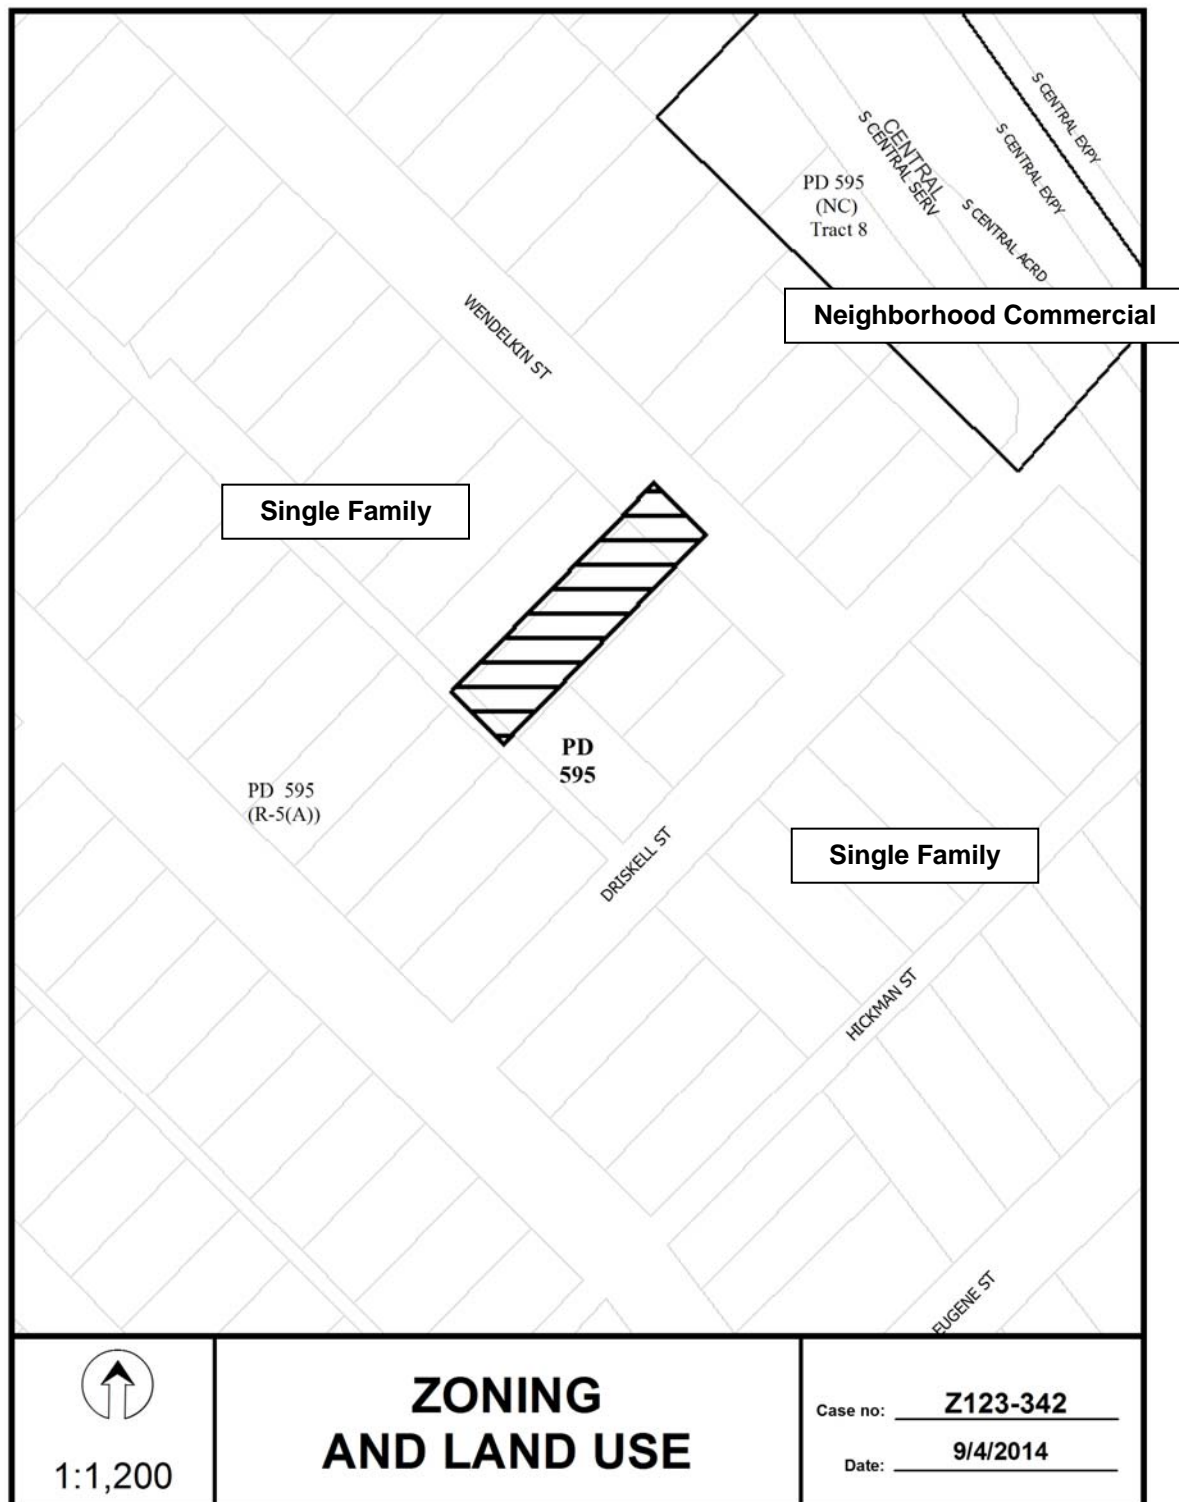 S CENTRAL EXPY
S CENTRAL EXPY
CENTRAL
S CENTRAL SERV
S CENTRAL ACRD
PD 595
(NC)
Tract 8
Neighborhood Commercial
WENDELKIN ST
Single Family
PD
595
PD 595
(R-5(A))
DRISKELL ST
Single Family
HICKMAN ST
EUGENE ST
1:1,200
ZONING
AND LAND USE
Case no: Z123-342
Date: 9/4/2014